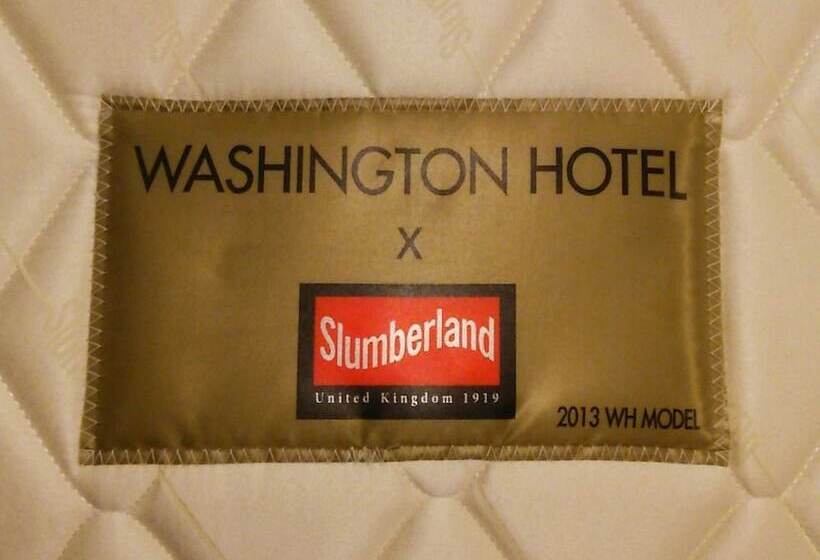 WASHINGTON HOTEL
X
Slumberland
United Kingdom 1919
2013 WH MODEL